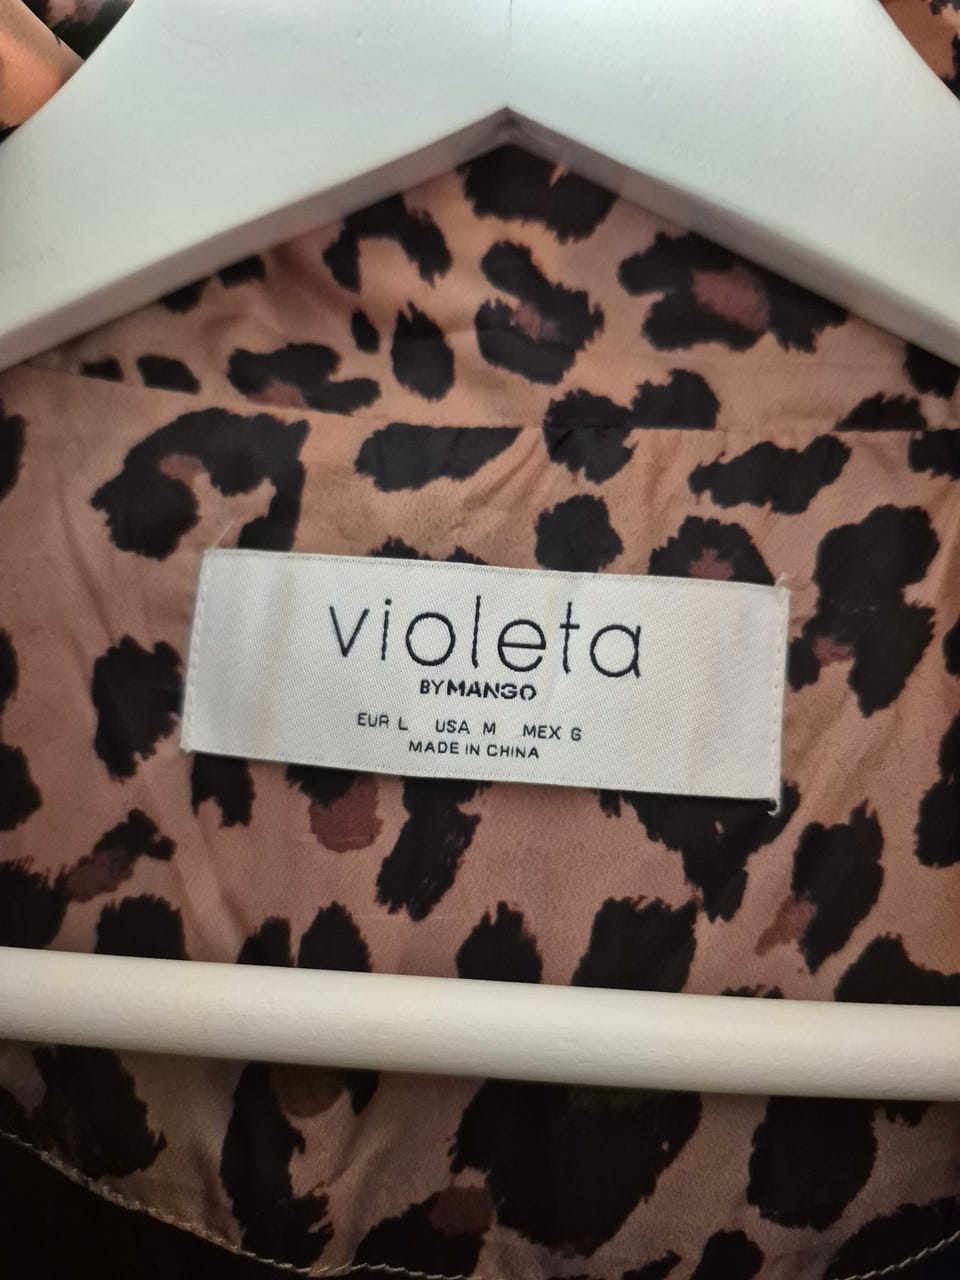 violeta
BY MANGO
EUR L USA M MEX G
MADE IN CHINA